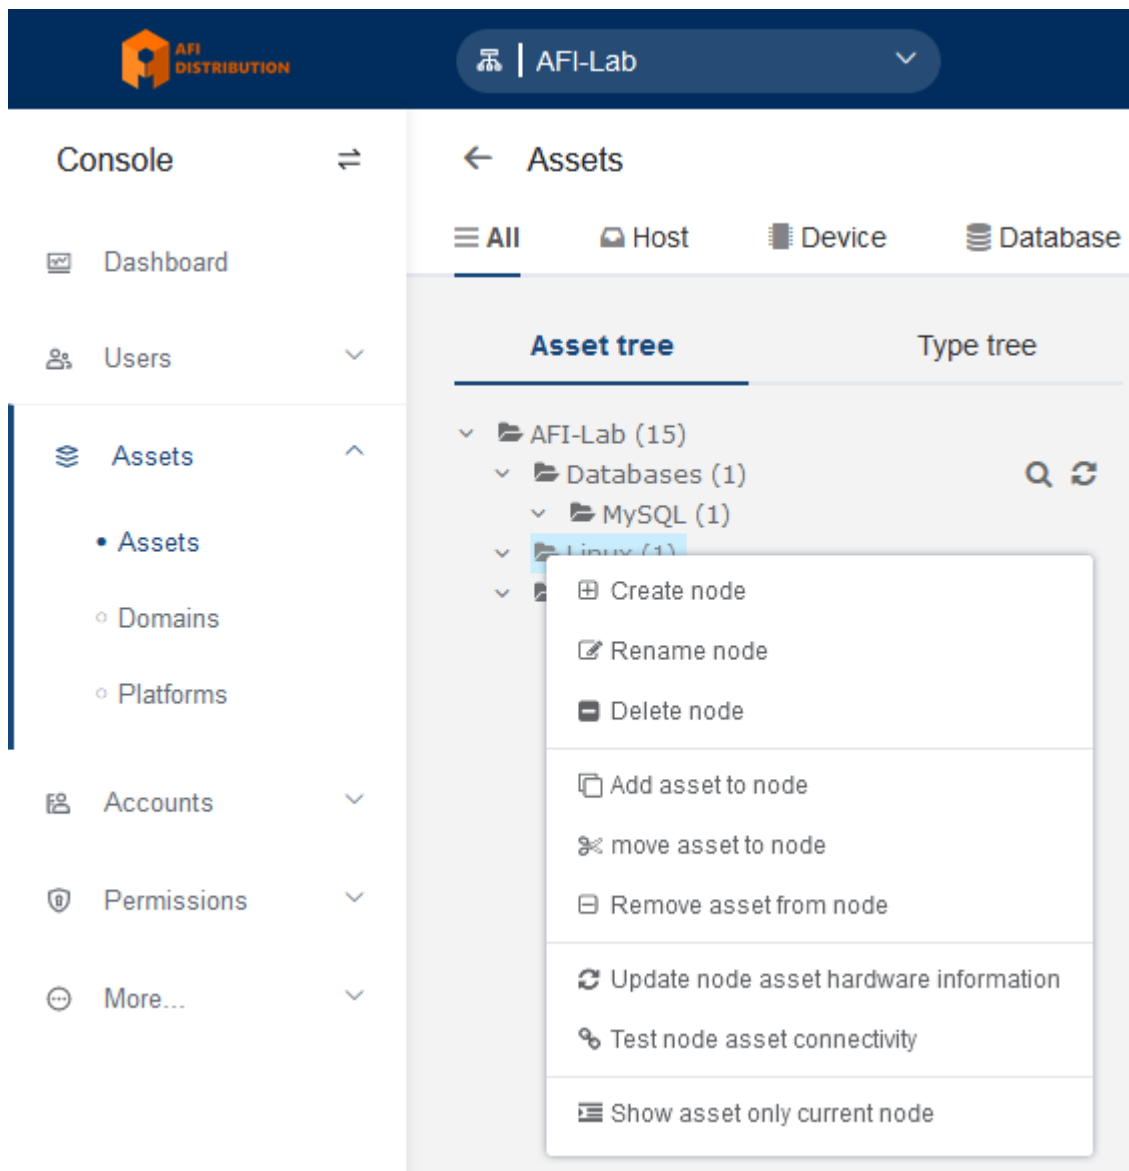 AFI
DISTRIBUTION
AFI-Lab
Console
Assets
All
Host
Device
Database
Dashboard
Users
Assets
Assets
Domains
Platforms
Accounts
Permissions
More...
Asset tree
Type tree
AFI-Lab (15)
Databases (1)
MySQL (1)
Linux (1)
Create node
Rename node
Delete node
Add asset to node
move asset to node
Remove asset from node
Update node asset hardware information
Test node asset connectivity
Show asset only current node